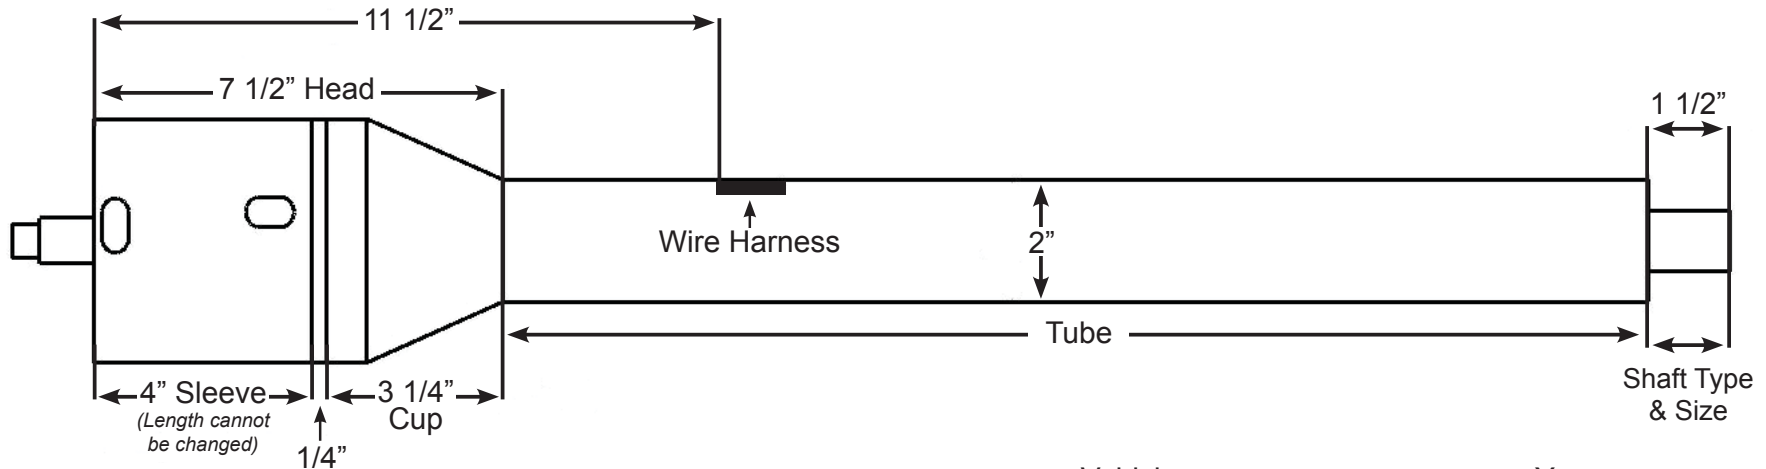 11 1/2”
7 1/2” Head
1 1/2”
Wire Harness
2”
Tube
4” Sleeve
(Length cannot
be changed)
1/4”
3 1/4”
Cup
Shaft Type
& Size